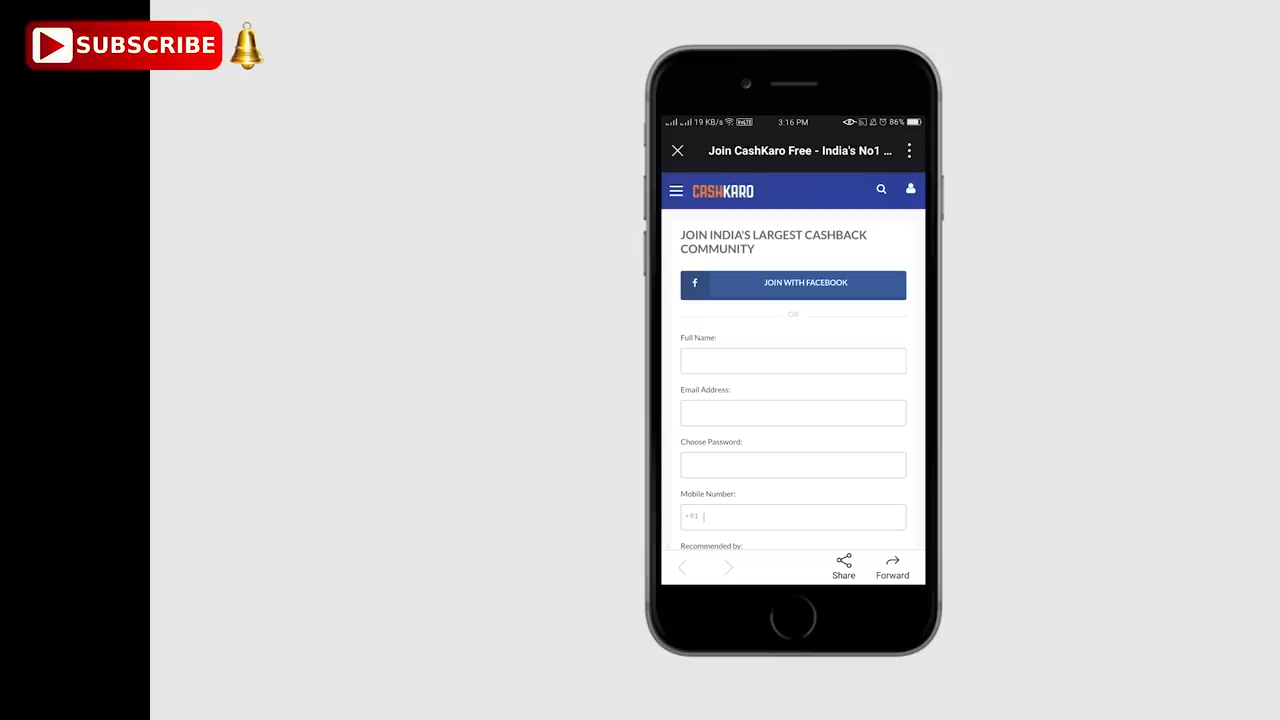 SUBSCRIBE
19 KB/s VoLTE 3:16 PM 86%
Join CashKaro Free - India's No1 ...
CASHKARO
JOIN INDIA'S LARGEST CASHBACK
COMMUNITY
f JOIN WITH FACEBOOK
OR
Full Name:
Email Address:
Choose Password:
Mobile Number:
+91
Recommended by:
Share Forward